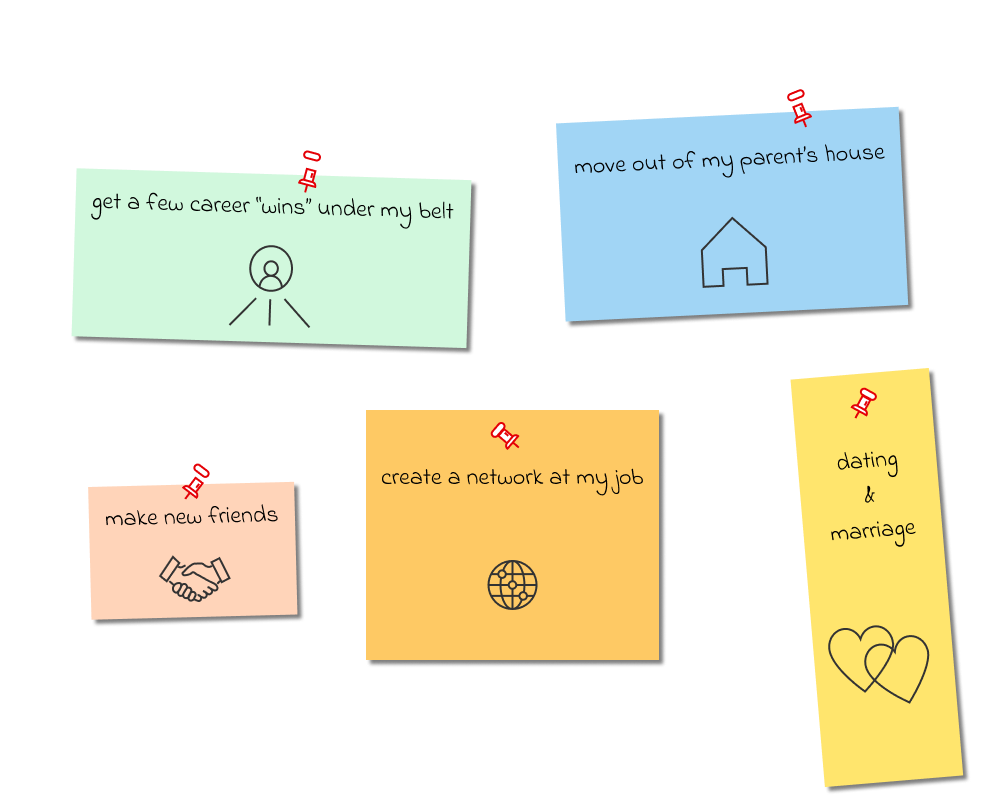 get a few career "wins" under my belt
move out of my parent's house
make new friends
create a network at my job
dating
&
marriage